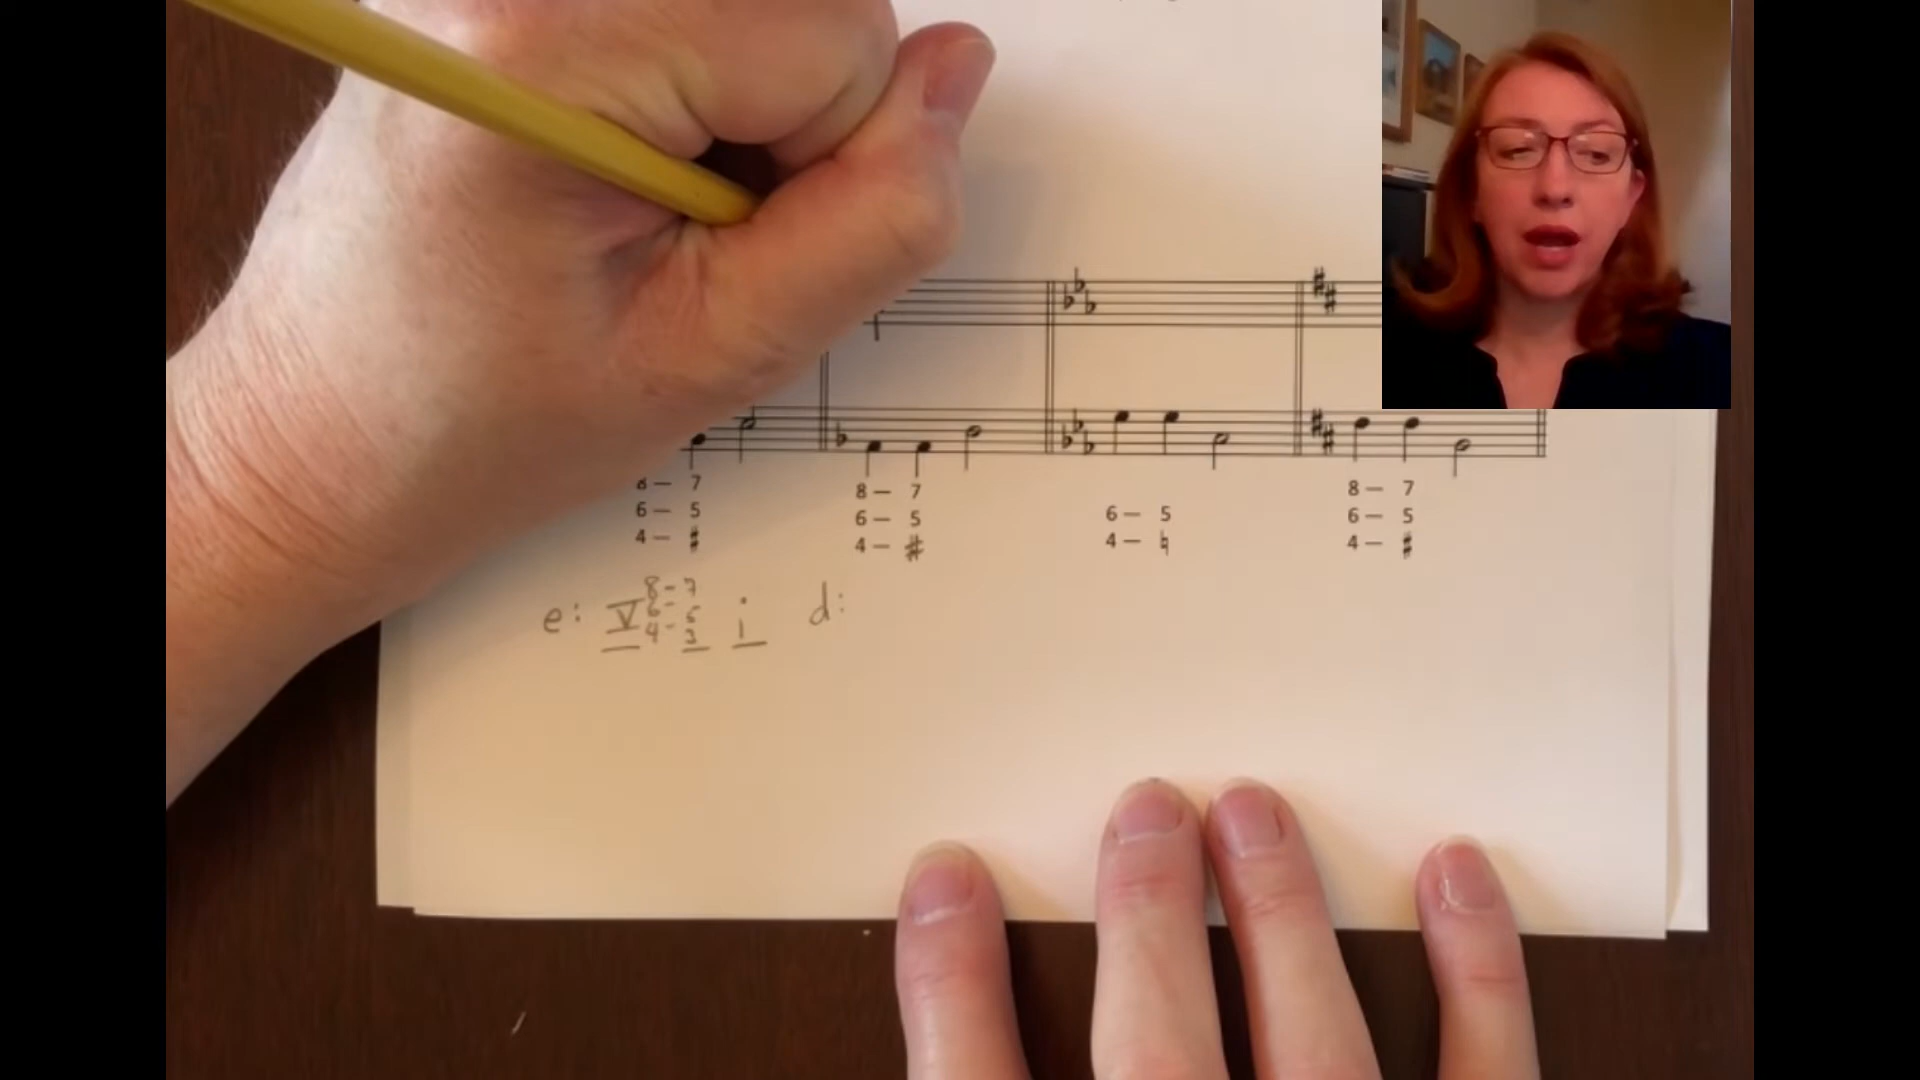 8— 7 8— 7 8— 7
6— 5 6— 5 6— 5 6— 5
4— ♯ 4— ♯ 4— ♮ 4— ♯
8-7
e: V 6-5 i d:
4-3